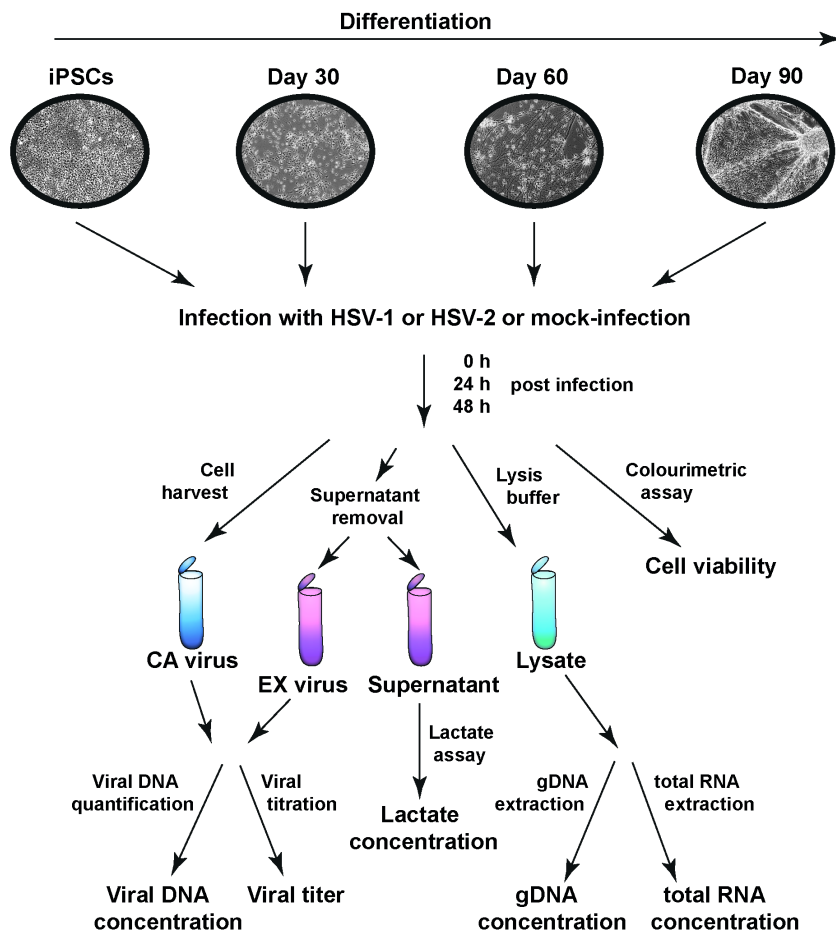 Differentiation
iPSCs
Day 30
Day 60
Day 90
Infection with HSV-1 or HSV-2 or mock-infection
0 h
24 h
48 h
post infection
Cell
harvest
Supernatant
removal
Lysis
buffer
Colourimetric
assay
Cell viability
CA virus
EX virus
Supernatant
Lysate
Viral DNA
quantification
Viral
titration
Lactate
assay
gDNA
extraction
total RNA
extraction
Lactate
concentration
Viral DNA
concentration
Viral titer
gDNA
concentration
total RNA
concentration